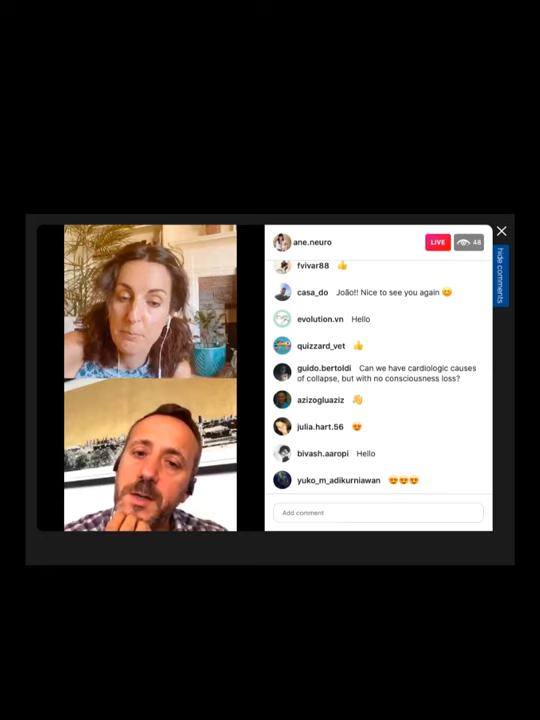 ane.neuro
LIVE
48
hide comments
fvivar88 👍
casa_do João!! Nice to see you again 😊
evolution.vn Hello
quizzard_vet 👍
guido.bertoldi Can we have cardiologic causes
of collapse, but with no consciousness loss?
azizogluaziz 👋
julia.hart.56 😍
bivash.aaropi Hello
yuko_m_adikurniawan 😍😍😍
Add comment